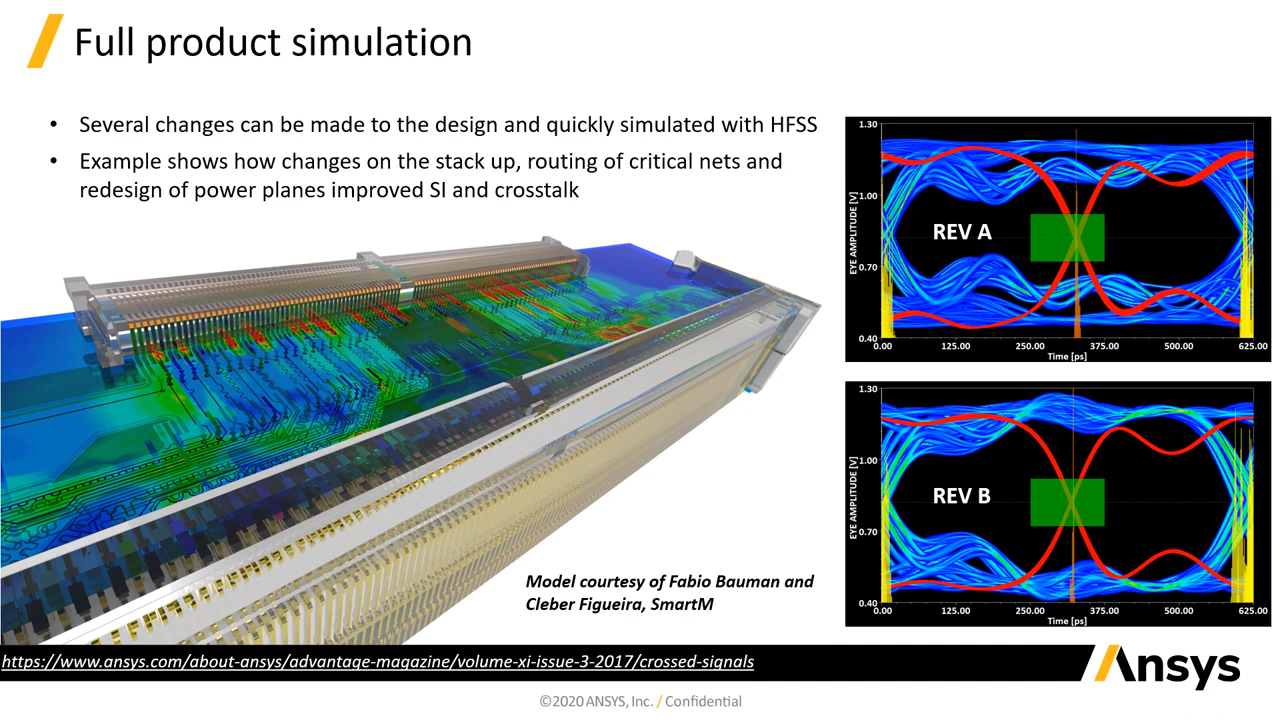 Full product simulation
• Several changes can be made to the design and quickly simulated with HFSS
• Example shows how changes on the stack up, routing of critical nets and
redesign of power planes improved SI and crosstalk
1.30
1.00
0.70
0.40
EYE AMPLITUDE [V]
REV A
0.00 125.00 250.00 375.00 500.00 625.00
Time [ps]
1.30
1.00
0.70
0.40
EYE AMPLITUDE [V]
REV B
0.00 125.00 250.00 375.00 500.00 625.00
Time [ps]
Model courtesy of Fabio Bauman and
Cleber Figueira, SmartM
https://www.ansys.com/about-ansys/advantage-magazine/volume-xi-issue-3-2017/crossed-signals
Ansys
©2020 ANSYS, Inc. / Confidential